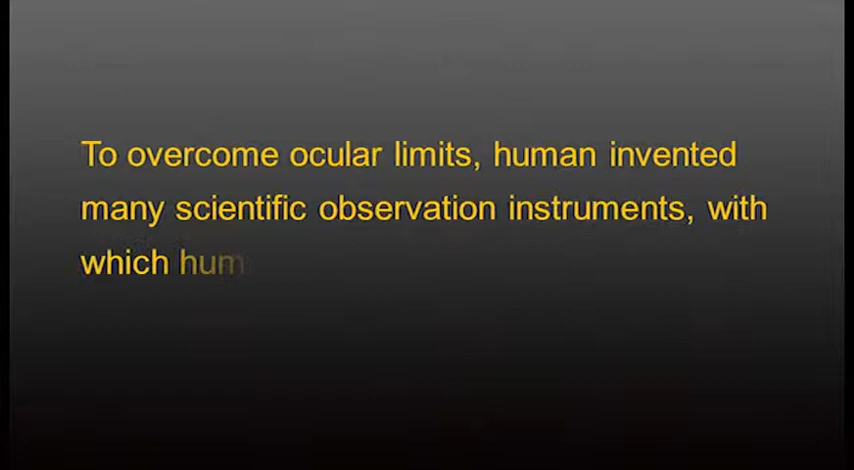 To overcome ocular limits, human invented
many scientific observation instruments, with
which hum